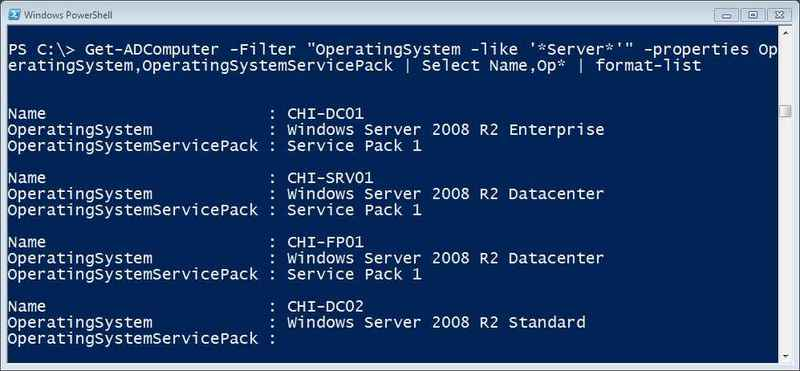 Windows PowerShell
PS C:\> Get-ADComputer -Filter "OperatingSystem -like '*Server*'" -properties Op
eratingSystem,OperatingSystemServicePack | Select Name,Op* | format-list
Name : CHI-DC01
OperatingSystem : Windows Server 2008 R2 Enterprise
OperatingSystemServicePack : Service Pack 1
Name : CHI-SRV01
OperatingSystem : Windows Server 2008 R2 Datacenter
OperatingSystemServicePack : Service Pack 1
Name : CHI-FP01
OperatingSystem : Windows Server 2008 R2 Datacenter
OperatingSystemServicePack : Service Pack 1
Name : CHI-DC02
OperatingSystem : Windows Server 2008 R2 Standard
OperatingSystemServicePack :